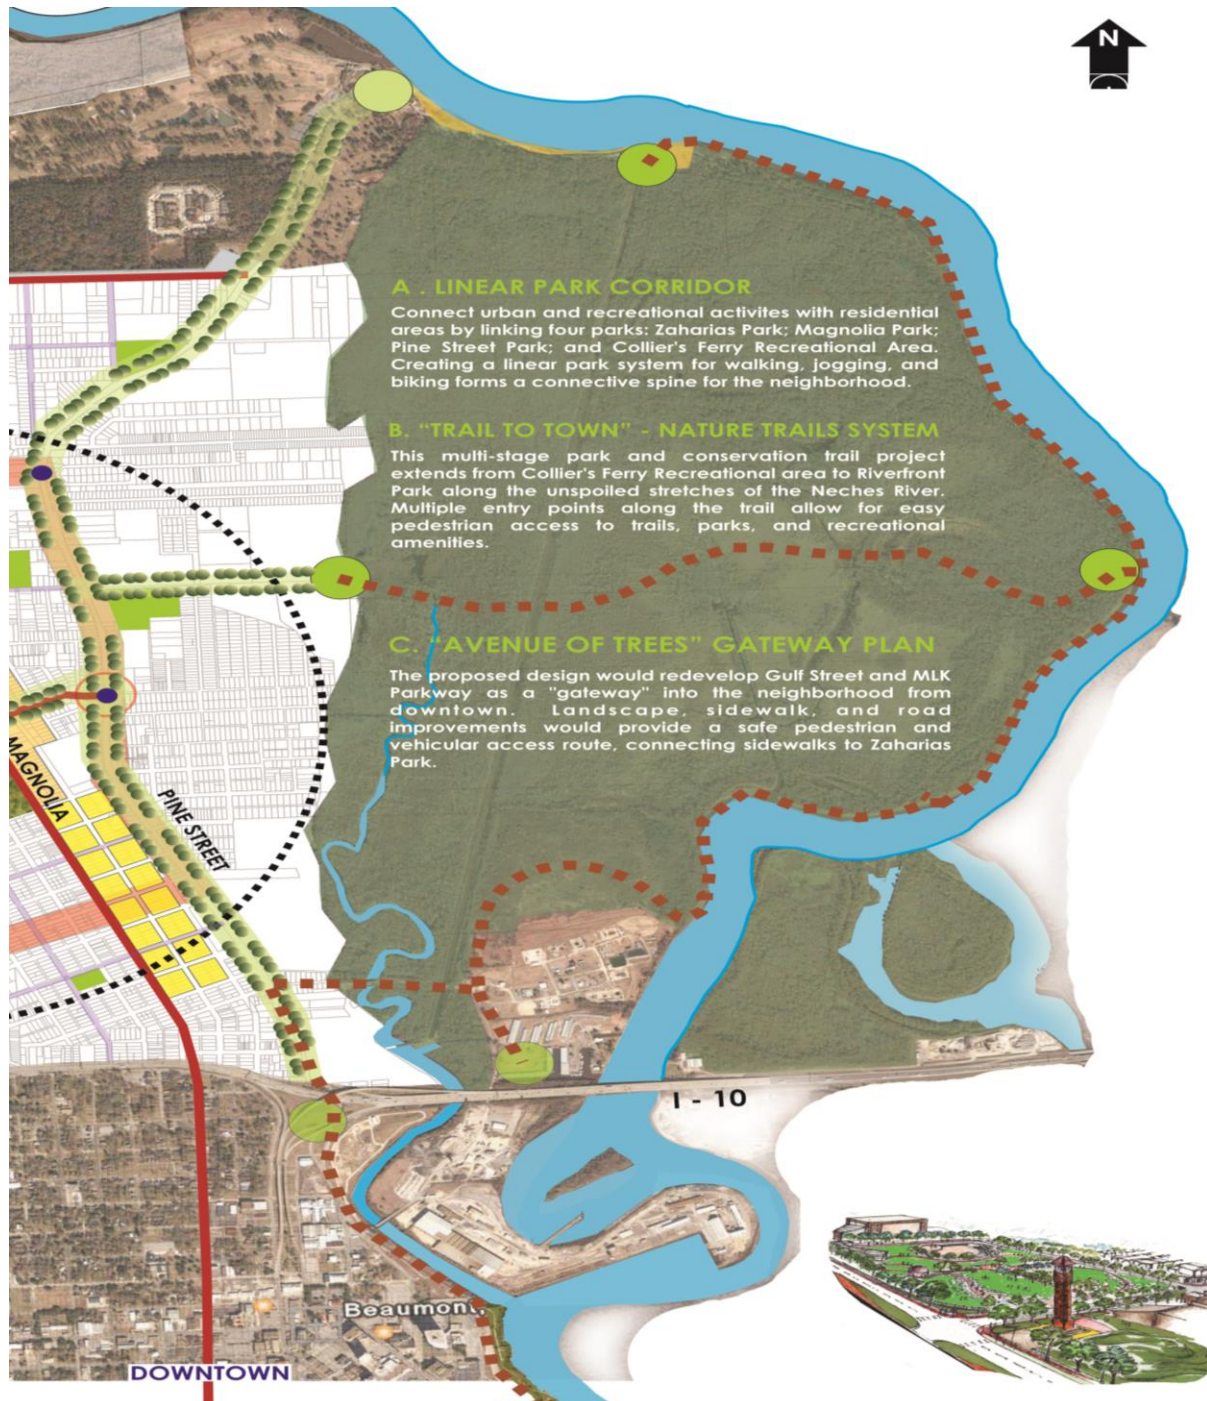 N
A . LINEAR PARK CORRIDOR
Connect urban and recreational activites with residential
areas by linking four parks: Zaharias Park; Magnolia Park;
Pine Street Park; and Collier's Ferry Recreational Area.
Creating a linear park system for walking, jogging, and
biking forms a connective spine for the neighborhood.
B. "TRAIL TO TOWN" - NATURE TRAILS SYSTEM
This multi-stage park and conservation trail project
extends from Collier's Ferry Recreational area to Riverfront
Park along the unspoiled stretches of the Neches River.
Multiple entry points along the trail allow for easy
pedestrian access to trails, parks, and recreational
amenities.
C. "AVENUE OF TREES" GATEWAY PLAN
The proposed design would redevelop Gulf Street and MLK
Parkway as a "gateway" into the neighborhood from
downtown. Landscape, sidewalk, and road
improvements would provide a safe pedestrian and
vehicular access route, connecting sidewalks to Zaharias
Park.
MAGNOLIA
PINE STREET
I - 10
Beaumont,
DOWNTOWN